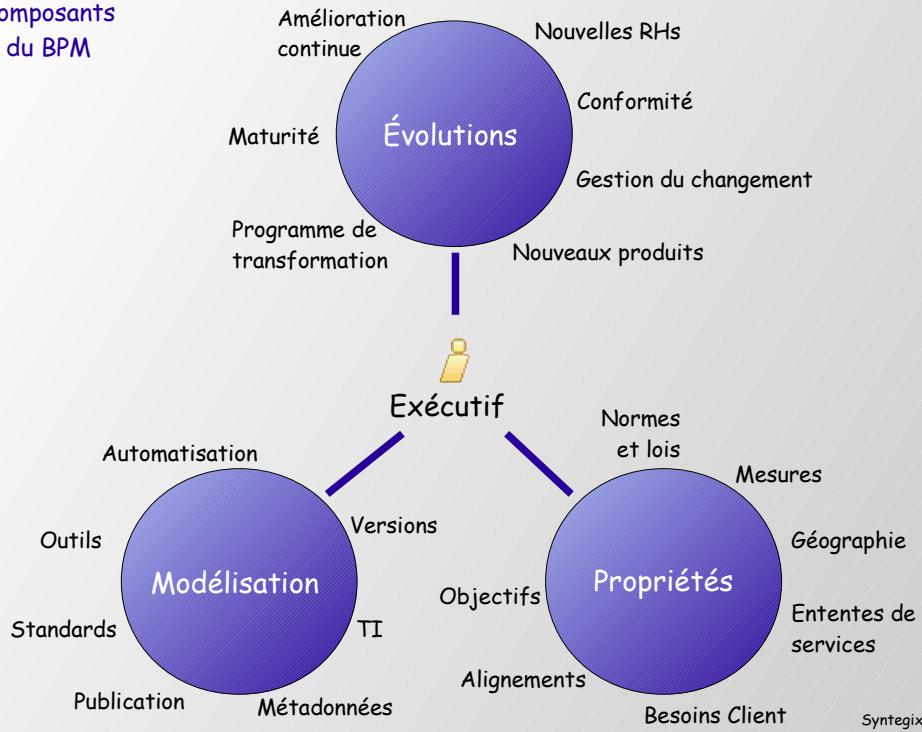 omposants
du BPM
Amélioration
continue
Nouvelles RHs
Conformité
Maturité
Évolutions
Gestion du changement
Programme de
transformation
Nouveaux produits
Exécutif
Normes
et lois
Automatisation
Mesures
Versions
Outils
Géographie
Modélisation
Propriétés
Objectifs
Ententes de
services
Standards
TI
Alignements
Publication
Métadonnées
Besoins Client
Syntegix